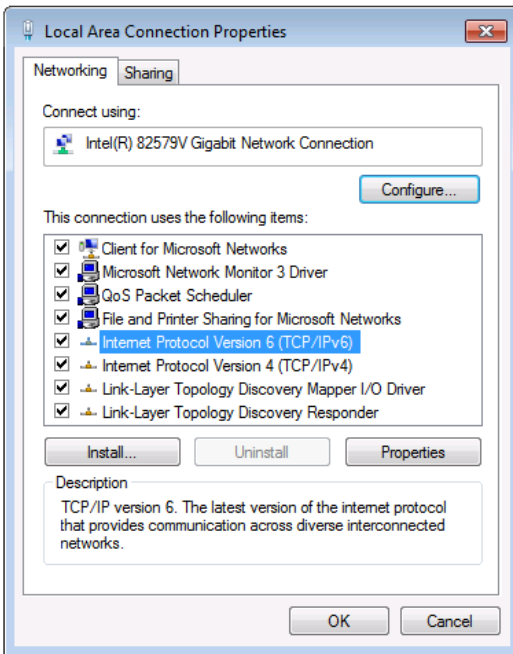 Local Area Connection Properties
Networking Sharing
Connect using:
Intel(R) 82579V Gigabit Network Connection
Configure...
This connection uses the following items:
Client for Microsoft Networks
Microsoft Network Monitor 3 Driver
QoS Packet Scheduler
File and Printer Sharing for Microsoft Networks
Internet Protocol Version 6 (TCP/IPv6)
Internet Protocol Version 4 (TCP/IPv4)
Link-Layer Topology Discovery Mapper I/O Driver
Link-Layer Topology Discovery Responder
Install... Uninstall Properties
Description
TCP/IP version 6. The latest version of the internet protocol
that provides communication across diverse interconnected
networks.
OK Cancel